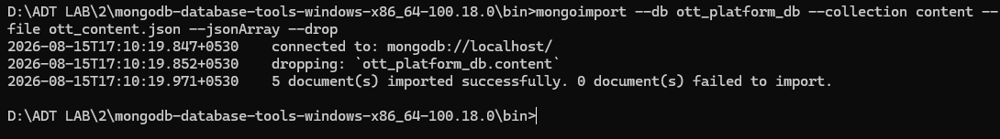 D:\ADT LAB\2\mongodb-database-tools-windows-x86_64-100.18.0\bin>mongoimport --db ott_platform_db --collection content --
file ott_content.json --jsonArray --drop
2026-08-15T17:10:19.847+0530    connected to: mongodb://localhost/
2026-08-15T17:10:19.852+0530    dropping: `ott_platform_db.content`
2026-08-15T17:10:19.971+0530    5 document(s) imported successfully. 0 document(s) failed to import.
D:\ADT LAB\2\mongodb-database-tools-windows-x86_64-100.18.0\bin>